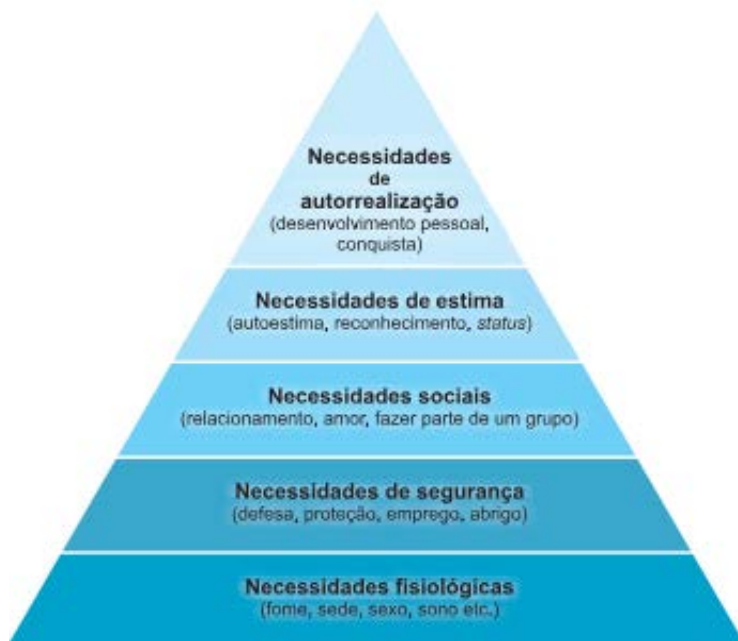 Necessidades
de
autorrealização
(desenvolvimento pessoal,
conquista)
Necessidades de estima
(autoestima, reconhecimento, status)
Necessidades sociais
(relacionamento, amor, fazer parte de um grupo)
Necessidades de segurança
(defesa, proteção, emprego, abrigo)
Necessidades fisiológicas
(fome, sede, sexo, sono etc.)